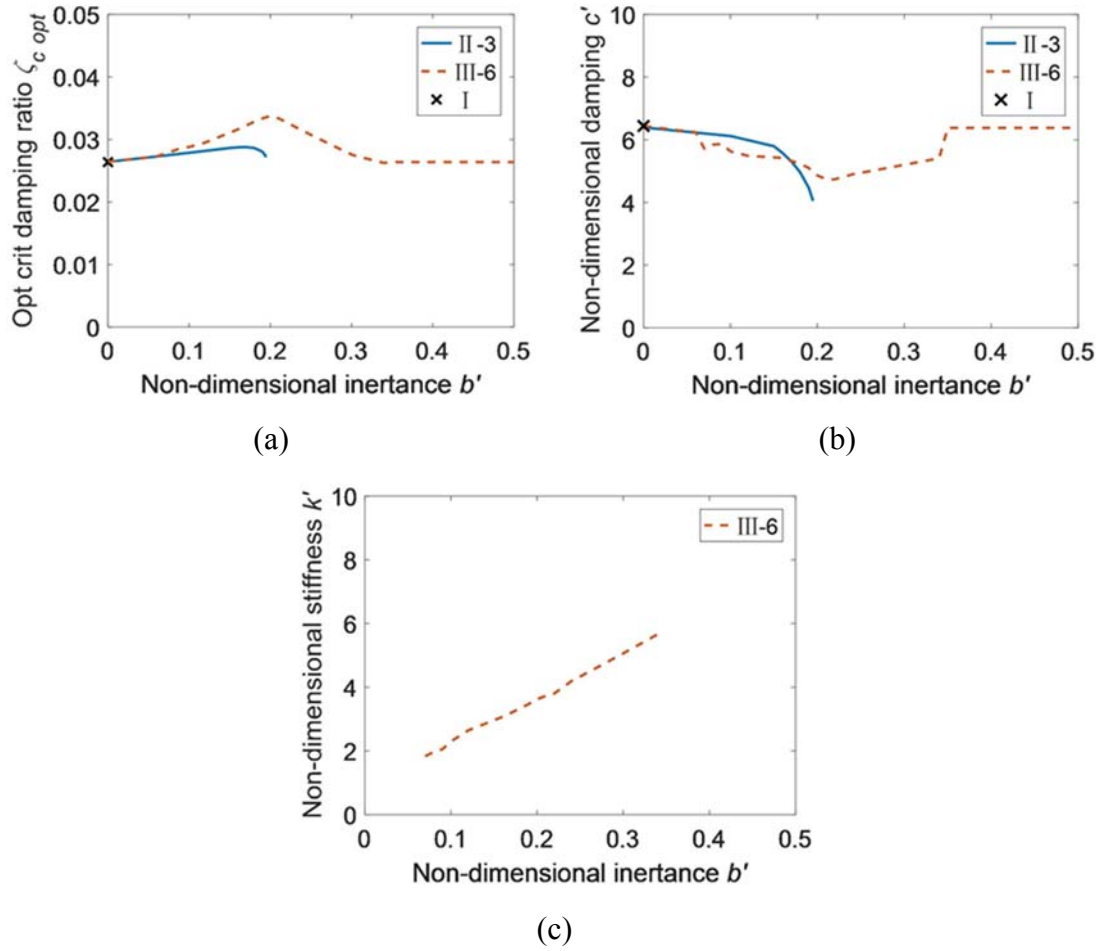 0.05
0.04
0.03
0.02
0.01
0
Opt crit damping ratio ζc opt
II-3
III-6
I
0 0.1 0.2 0.3 0.4 0.5
Non-dimensional inertance b'
(a)
10
8
6
4
2
0
Non-dimensional damping c'
II-3
III-6
I
0 0.1 0.2 0.3 0.4 0.5
Non-dimensional inertance b'
(b)
10
8
6
4
2
0
Non-dimensional stiffness k'
III-6
0 0.1 0.2 0.3 0.4 0.5
Non-dimensional inertance b'
(c)